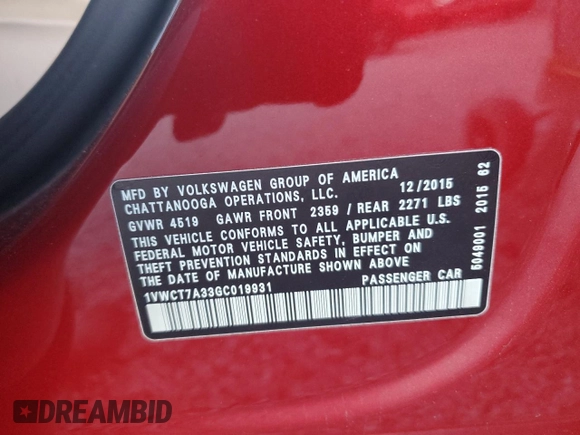 MFD BY VOLKSWAGEN GROUP OF AMERICA
CHATTANOOGA OPERATIONS, LLC. 12/2015
GVWR 4519 GAWR FRONT 2359 / REAR 2271 LBS
THIS VEHICLE CONFORMS TO ALL APPLICABLE U.S.
FEDERAL MOTOR VEHICLE SAFETY, BUMPER AND
THEFT PREVENTION STANDARDS IN EFFECT ON
THE DATE OF MANUFACTURE SHOWN ABOVE
1VWCT7A33GC019931 PASSENGER CAR
5049001 2015 62
DREAMBID